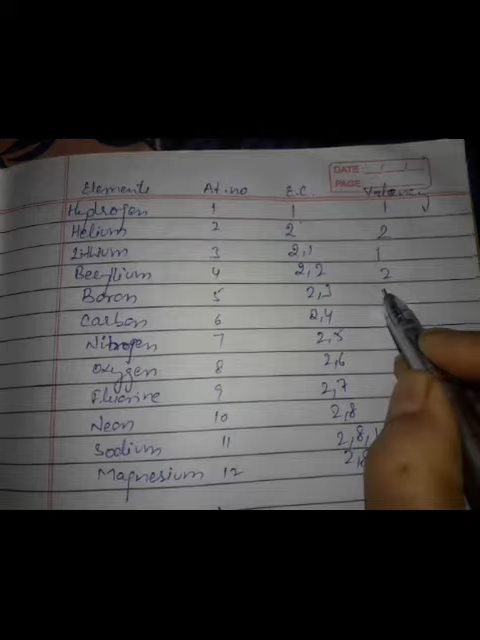 DATE
PAGE
Elements At.no E.C. Valency
Hydrogen 1 1 1
Helium 2 2 2
Lithium 3 2,1 1
Beryllium 4 2,2 2
Boron 5 2,3
Carbon 6 2,4
Nitrogen 7 2,5
Oxygen 8 2,6
Fluorine 9 2,7
Neon 10 2,8
Sodium 11 2,8,1
Magnesium 12 2,8